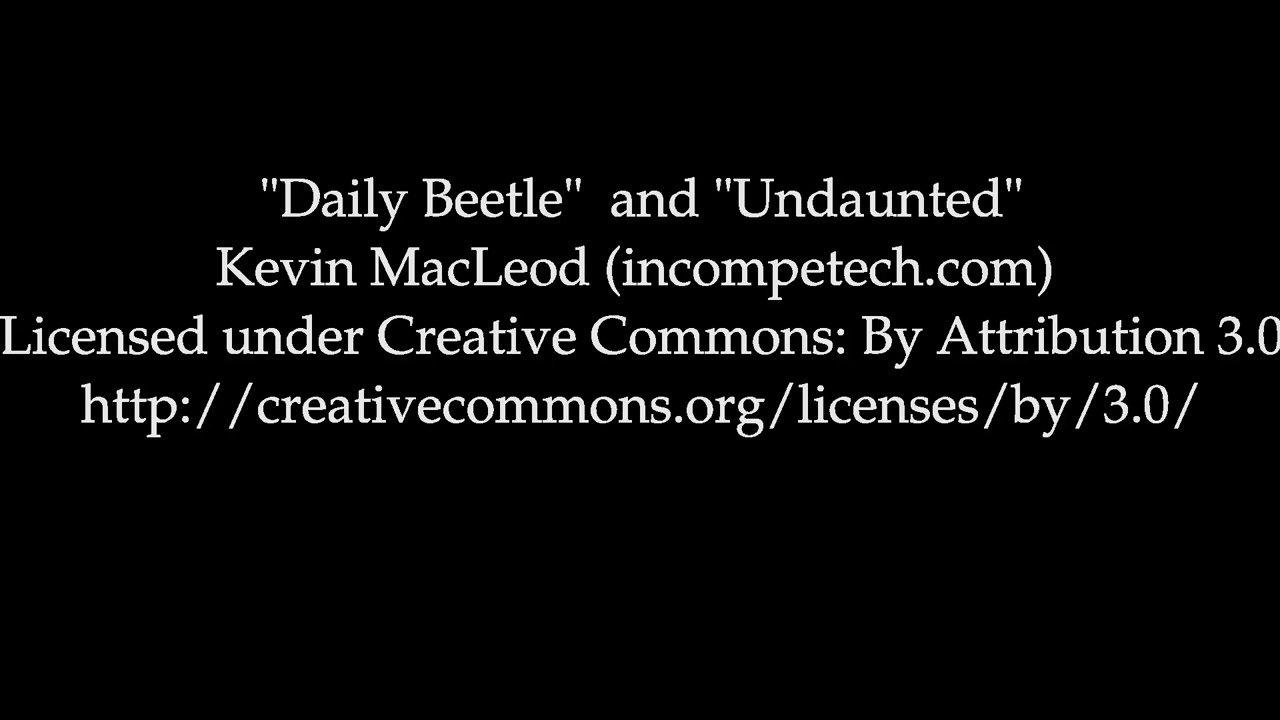 "Daily Beetle"  and "Undaunted"
Kevin MacLeod (incompetech.com)
Licensed under Creative Commons: By Attribution 3.0
http://creativecommons.org/licenses/by/3.0/